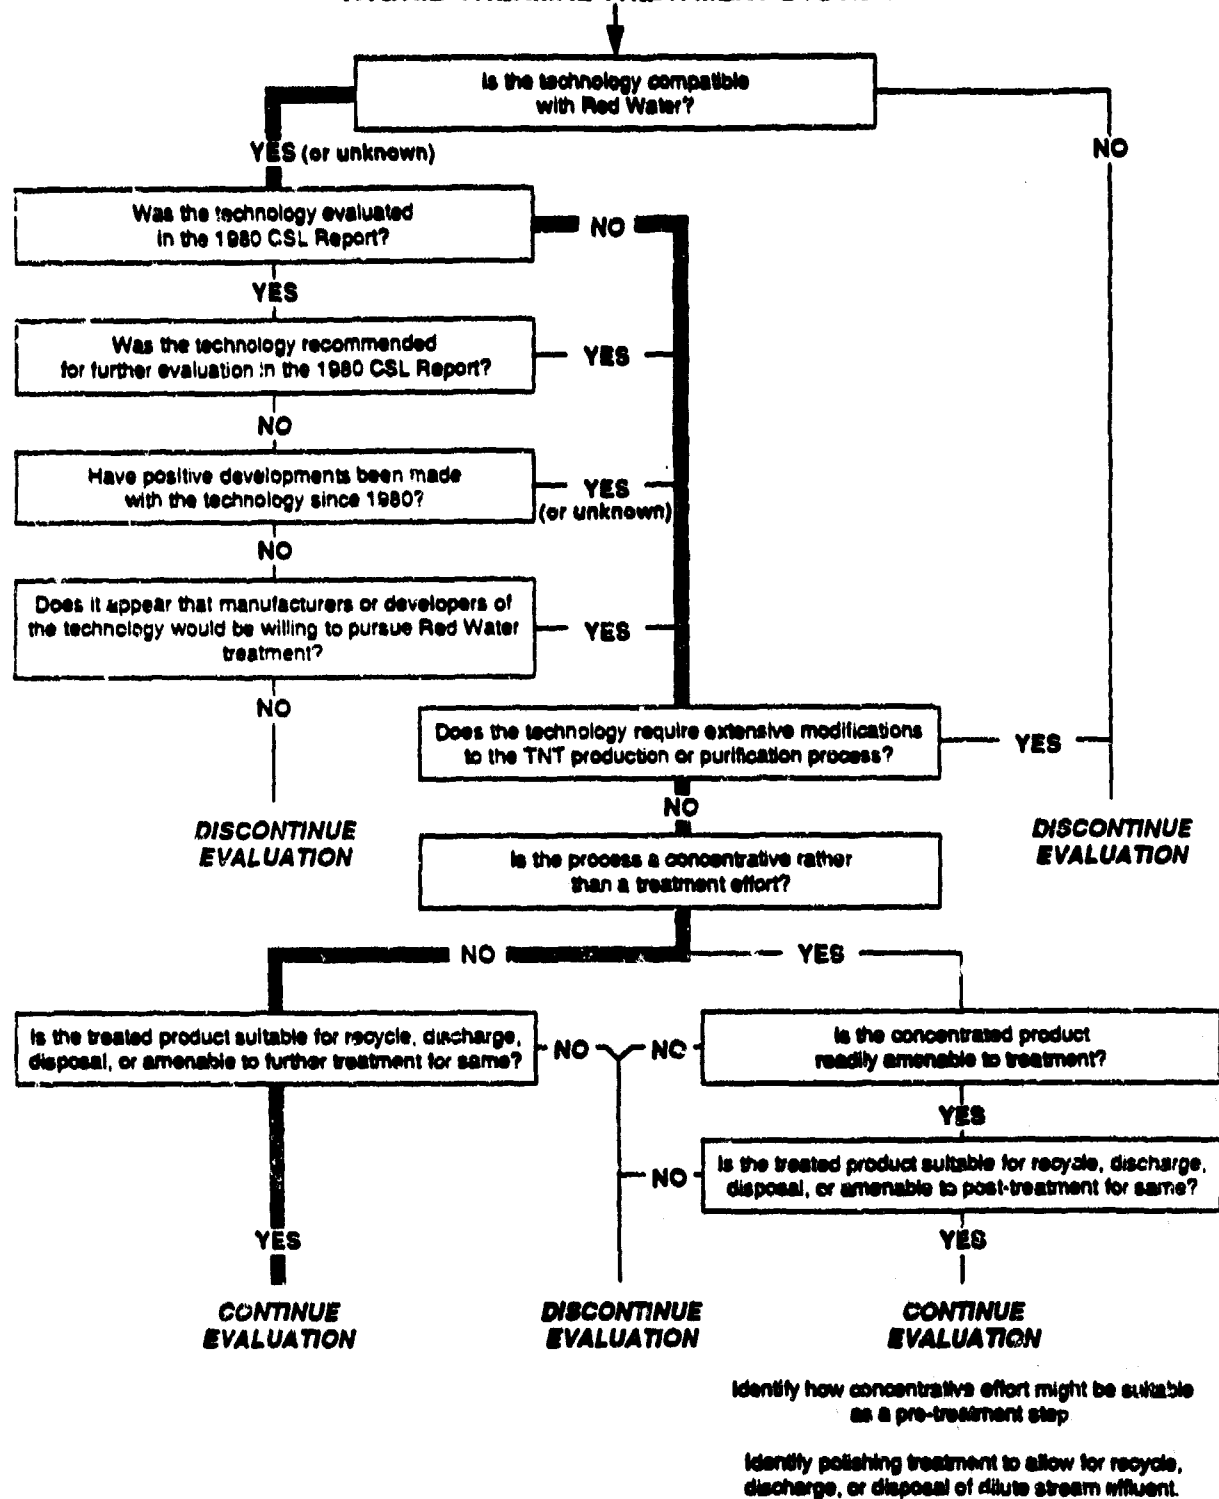 Is the technology compatible
with Red Water?
YES (or unknown)
NO
Was the technology evaluated
in the 1980 CSL Report?
NO
YES
Was the technology recommended
for further evaluation in the 1980 CSL Report?
YES
NO
Have positive developments been made
with the technology since 1980?
YES
(or unknown)
NO
Does it appear that manufacturers or developers of
the technology would be willing to pursue Red Water
treatment?
YES
NO
Does the technology require extensive modifications
to the TNT production or purification process?
YES
NO
DISCONTINUE
EVALUATION
DISCONTINUE
EVALUATION
Is the process a concentrative rather
than a treatment effort?
NO
YES
Is the treated product suitable for recycle, discharge,
disposal, or amenable to further treatment for same?
NO
NO
Is the concentrated product
readily amenable to treatment?
YES
NO
Is the treated product suitable for recycle, discharge,
disposal, or amenable to post-treatment for same?
YES
YES
CONTINUE
EVALUATION
DISCONTINUE
EVALUATION
CONTINUE
EVALUATION
Identify how concentrative effort might be suitable
as a pre-treatment step
Identify polishing treatment to allow for recycle,
discharge, or disposal of dilute stream effluent.